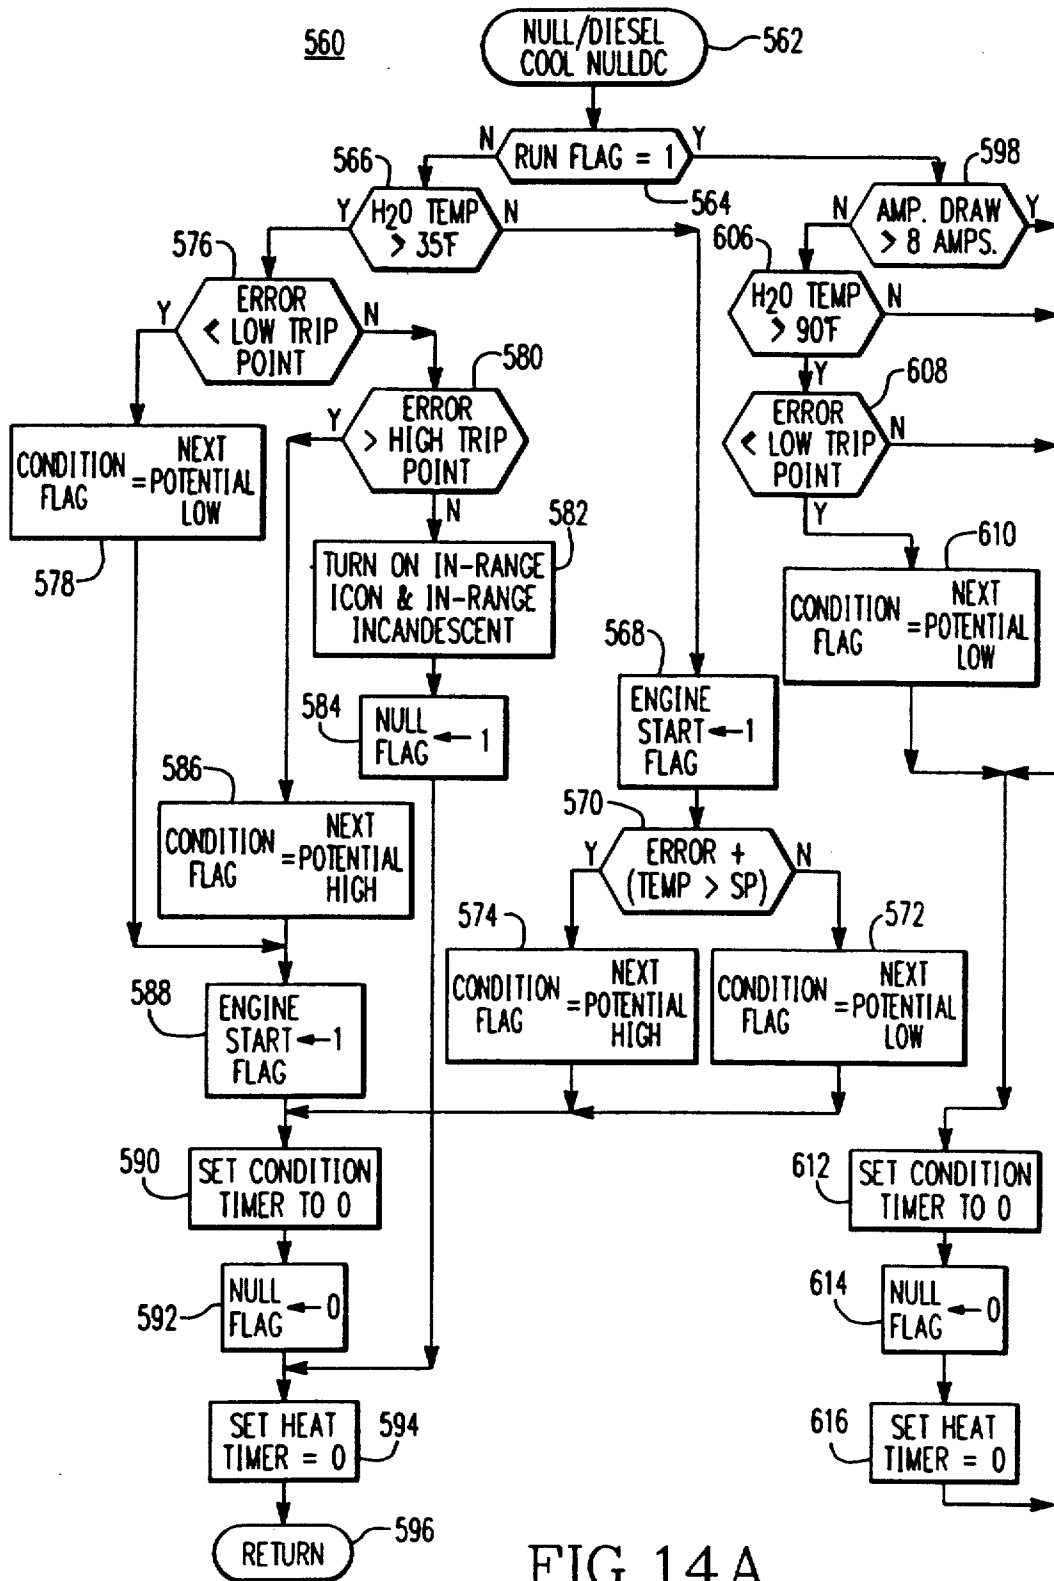 560
NULL/DIESEL
COOL NULLDC
562
N
RUN FLAG = 1
Y
564
566
Y
H2O TEMP
> 35°F
N
598
N
AMP. DRAW
> 8 AMPS.
Y
576
Y
ERROR
< LOW TRIP
POINT
N
606
H2O TEMP
> 90°F
N
Y
580
Y
ERROR
> HIGH TRIP
POINT
N
608
ERROR
< LOW TRIP
POINT
N
Y
CONDITION
FLAG
=
NEXT
POTENTIAL
LOW
578
582
TURN ON IN-RANGE
ICON & IN-RANGE
INCANDESCENT
610
CONDITION
FLAG
=
NEXT
POTENTIAL
LOW
568
ENGINE
START ← 1
FLAG
584
NULL
FLAG
← 1
586
CONDITION
FLAG
=
NEXT
POTENTIAL
HIGH
570
Y
ERROR +
(TEMP > SP)
N
574
CONDITION
FLAG
=
NEXT
POTENTIAL
HIGH
572
CONDITION
FLAG
=
NEXT
POTENTIAL
LOW
588
ENGINE
START ← 1
FLAG
590
SET CONDITION
TIMER TO 0
612
SET CONDITION
TIMER TO 0
592
NULL
FLAG
← 0
614
NULL
FLAG
← 0
SET HEAT
TIMER = 0
594
616
SET HEAT
TIMER = 0
RETURN
596
FIG. 14A